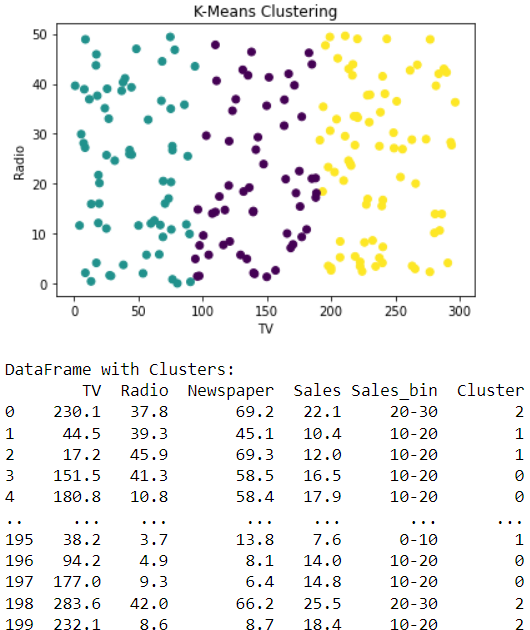 K-Means Clustering
50
40
30
20
10
0
Radio
0 50 100 150 200 250 300
TV
DataFrame with Clusters:
TV Radio Newspaper Sales Sales_bin Cluster
0 230.1 37.8 69.2 22.1 20-30 2
1 44.5 39.3 45.1 10.4 10-20 1
2 17.2 45.9 69.3 12.0 10-20 1
3 151.5 41.3 58.5 16.5 10-20 0
4 180.8 10.8 58.4 17.9 10-20 0
.. ... ... ... ... ... ...
195 38.2 3.7 13.8 7.6 0-10 1
196 94.2 4.9 8.1 14.0 10-20 0
197 177.0 9.3 6.4 14.8 10-20 0
198 283.6 42.0 66.2 25.5 20-30 2
199 232.1 8.6 8.7 18.4 10-20 2